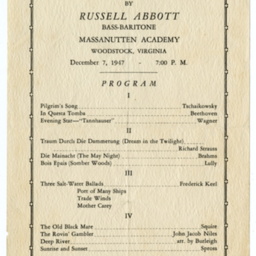 BY
RUSSELL ABBOTT
BASS-BARITONE
MASSANUTTEN ACADEMY
WOODSTOCK, VIRGINIA
December 7, 1947 - 7:00 P. M.
PROGRAM
I
Pilgrim's Song Tschaikowsky
In Questa Tomba Beethoven
Evening Star—"Tannhauser" Wagner
II
Traum Durch Die Dammerung (Dream in the Twilight)
Richard Strauss
Die Mainacht (The May Night) Brahms
Bois Epais (Somber Woods) Lully
III
Three Salt-Water Ballads Frederick Keel
Port of Many Ships
Trade Winds
Mother Carey
IV
The Old Black Mare Squire
The Rovin' Gambler John Jacob Niles
Deep River arr. by Burleigh
Sunrise and Sunset Spross